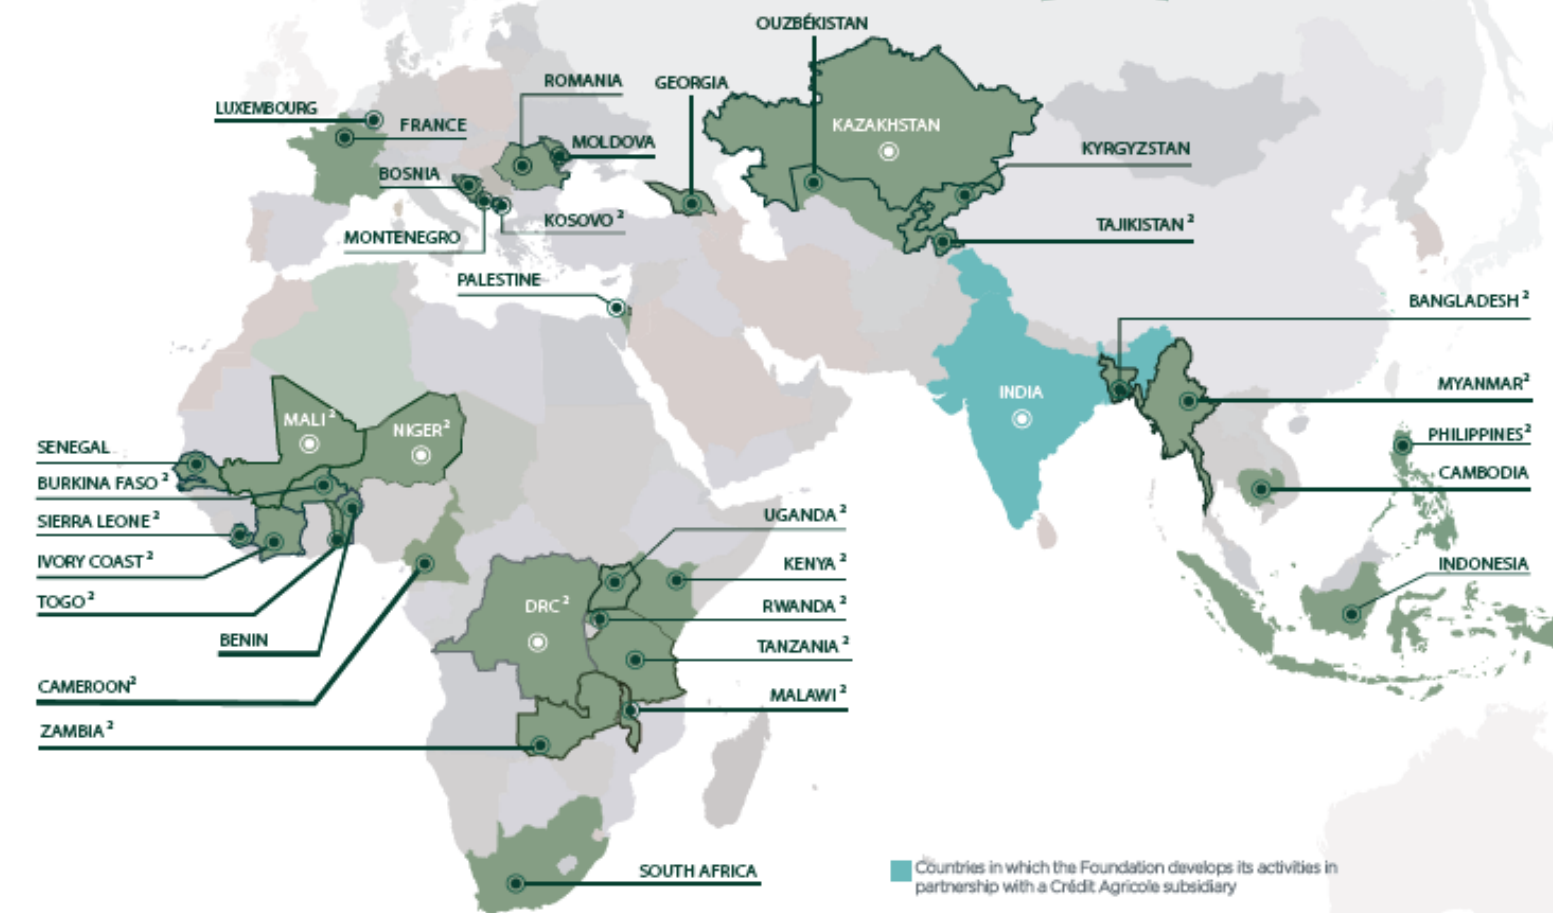 OUZBÉKISTAN
ROMANIA
GEORGIA
LUXEMBOURG
FRANCE
KAZAKHSTAN
MOLDOVA
KYRGYZSTAN
BOSNIA
KOSOVO 2
TAJIKISTAN 2
MONTENEGRO
PALESTINE
BANGLADESH 2
MYANMAR2
INDIA
MALI 2
NIGER2
PHILIPPINES2
SENEGAL
CAMBODIA
BURKINA FASO 2
SIERRA LEONE 2
UGANDA 2
IVORY COAST 2
KENYA 2
INDONESIA
TOGO 2
DRC 2
RWANDA 2
BENIN
TANZANIA 2
CAMEROON2
MALAWI 2
ZAMBIA 2
SOUTH AFRICA
Countries in which the Foundation develops its activities in
partnership with a Crédit Agricole subsidiary